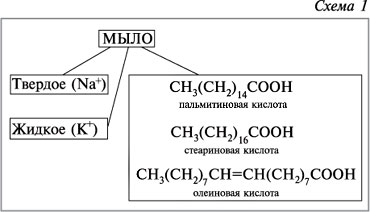 Схема 1
МЫЛО
Твердое (Na⁺)
Жидкое (K⁺)
CH₃(CH₂)₁₄COOH
пальмитиновая кислота
CH₃(CH₂)₁₆COOH
стеариновая кислота
CH₃(CH₂)₇CH=CH(CH₂)₇COOH
олеиновая кислота